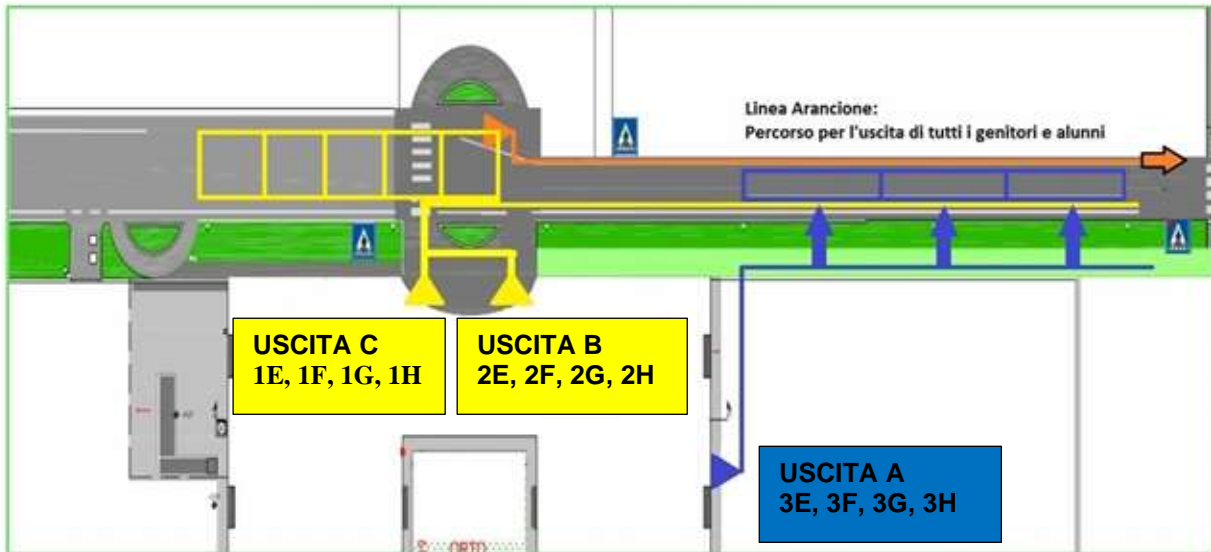 Linea Arancione:
Percorso per l'uscita di tutti i genitori e alunni
USCITA C
1E, 1F, 1G, 1H
USCITA B
2E, 2F, 2G, 2H
USCITA A
3E, 3F, 3G, 3H
ORTO